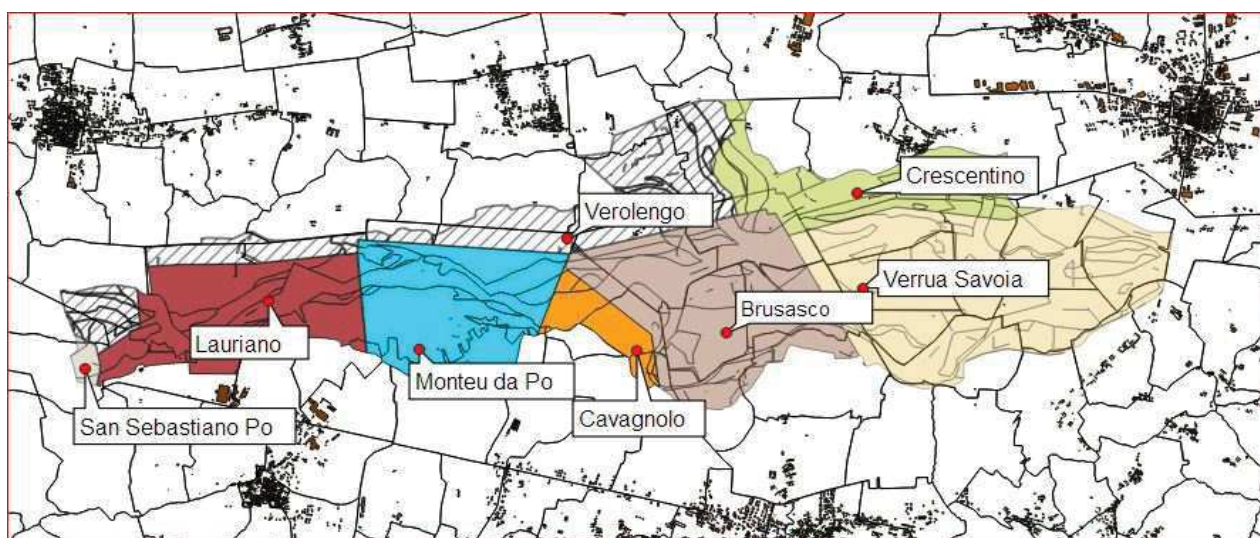 Crescentino
Verolengo
Verrua Savoia
Brusasco
Lauriano
Monteu da Po
Cavagnolo
San Sebastiano Po